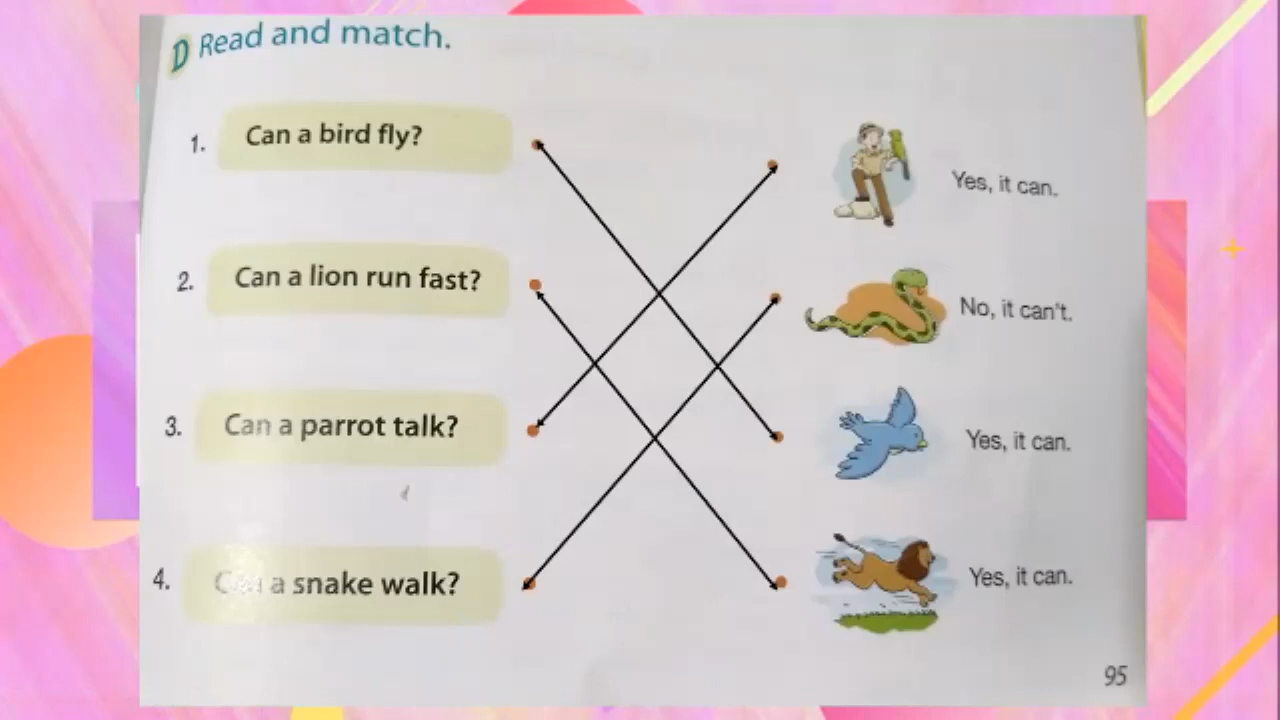 D Read and match.
1. Can a bird fly?
Yes, it can.
2. Can a lion run fast?
No, it can't.
3. Can a parrot talk?
Yes, it can.
4. Can a snake walk?
Yes, it can.
95